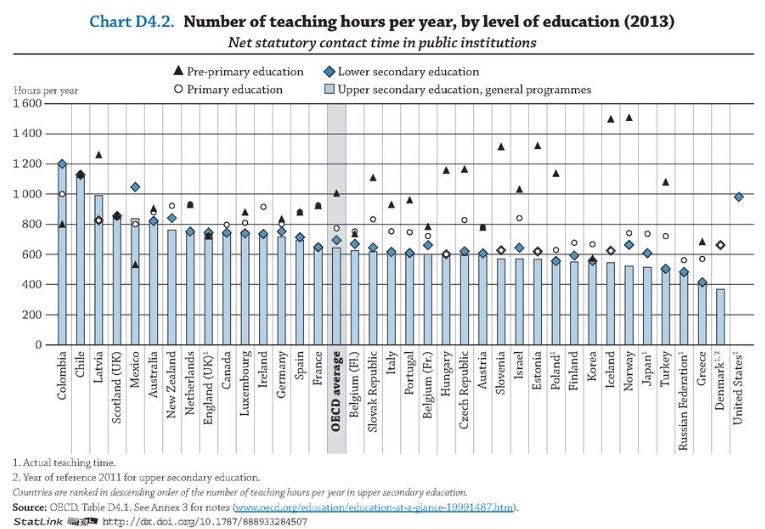 Chart D4.2. Number of teaching hours per year, by level of education (2013)
Net statutory contact time in public institutions
▲ Pre-primary education ◆ Lower secondary education
Hours per year ○ Primary education □ Upper secondary education, general programmes
1 600
1 400
1 200
1 000
800
600
400
200
0
Colombia
Chile
Latvia
Scotland (UK)
Mexico
Australia
New Zealand
Netherlands
England (UK)¹
Canada
Luxembourg
Ireland
Germany
Spain
France
OECD average
Belgium (Fl.)
Slovak Republic
Italy
Portugal
Belgium (Fr.)
Hungary
Czech Republic
Austria
Slovenia
Israel
Estonia
Poland¹
Finland
Korea
Iceland
Norway
Japan¹
Turkey
Russian Federation¹
Greece
Denmark¹,²
United States¹
1. Actual teaching time.
2. Year of reference 2011 for upper secondary education.
Countries are ranked in descending order of the number of teaching hours per year in upper secondary education.
Source: OECD. Table D4.1. See Annex 3 for notes (www.oecd.org/education/education-at-a-glance-19991487.htm).
StatLink http://dx.doi.org/10.1787/888933284507